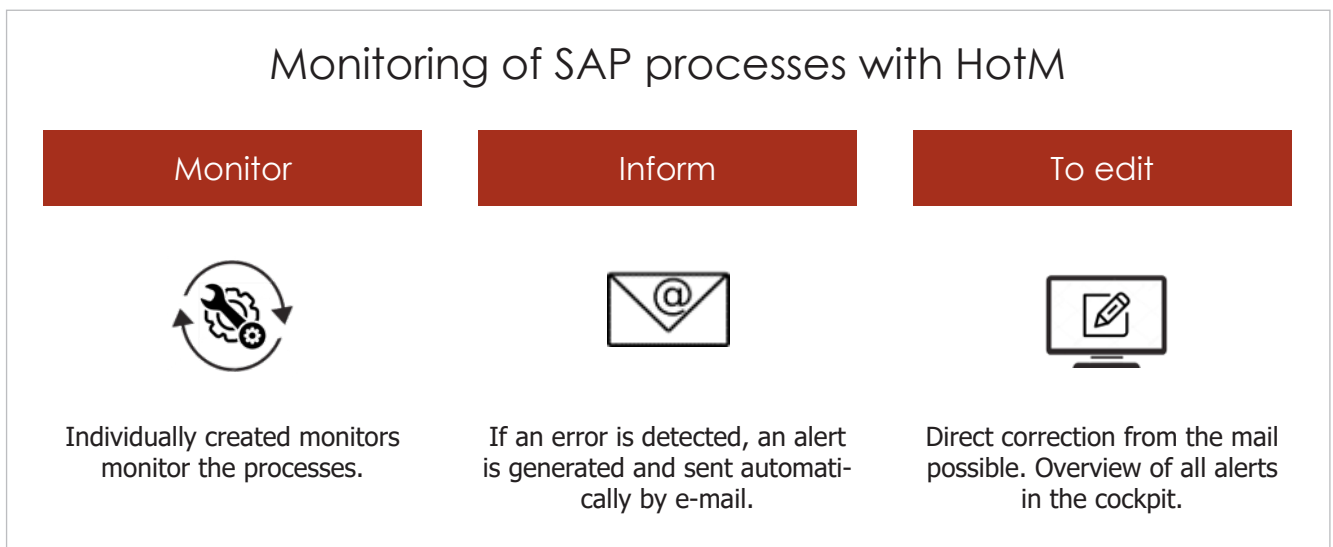 Monitoring of SAP processes with HotM
Monitor
Inform
To edit
@
Individually created monitors
monitor the processes.
If an error is detected, an alert
is generated and sent automati-
cally by e-mail.
Direct correction from the mail
possible. Overview of all alerts
in the cockpit.